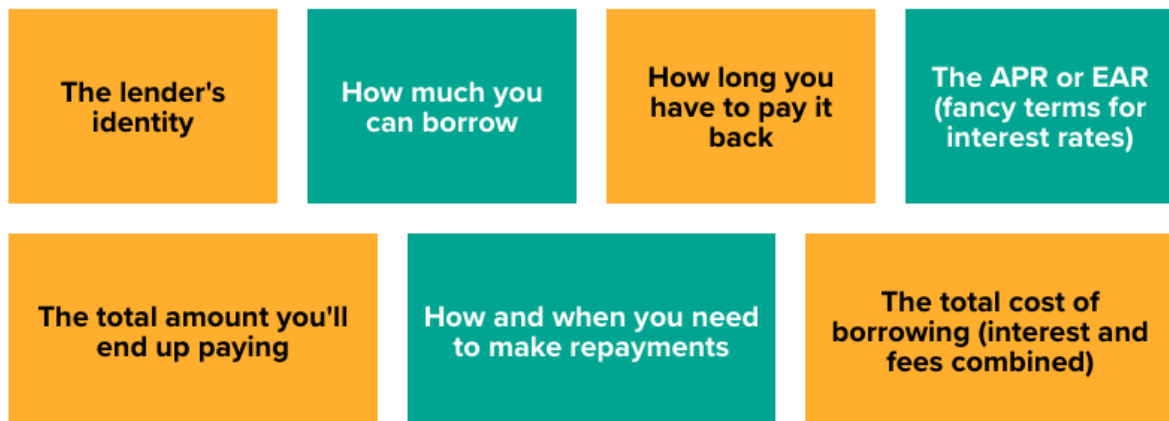 The lender's
identity
How much you
can borrow
How long you
have to pay it
back
The APR or EAR
(fancy terms for
interest rates)
The total amount you'll
end up paying
How and when you need
to make repayments
The total cost of
borrowing (interest and
fees combined)